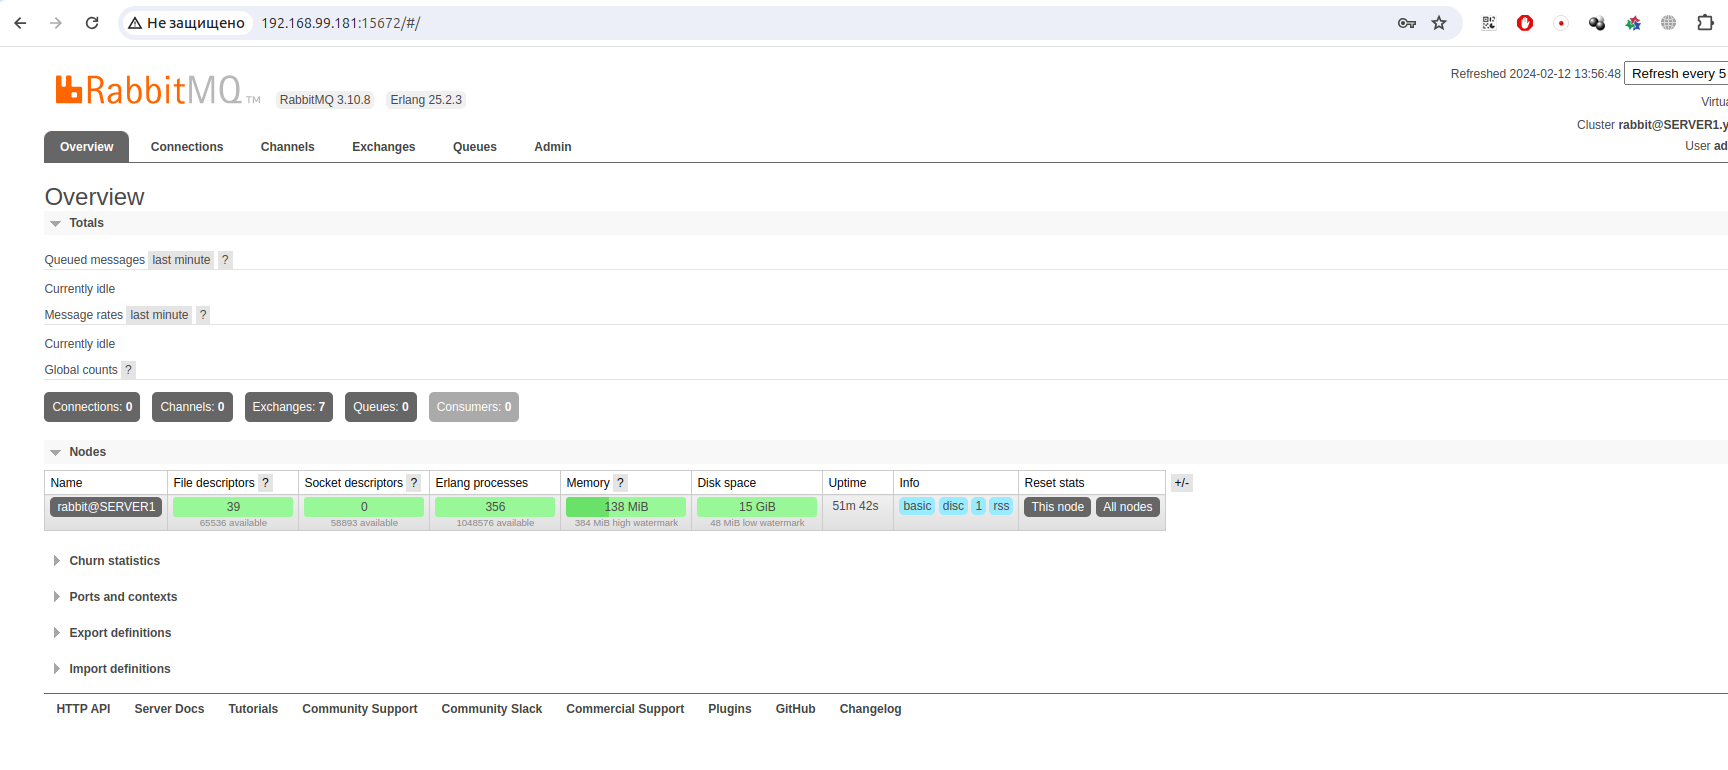 Не защищено 192.168.99.181:15672/#/
Refreshed 2024-02-12 13:56:48 Refresh every 5
RabbitMQ TM RabbitMQ 3.10.8 Erlang 25.2.3
Cluster rabbit@SERVER1.y
User
Overview Connections Channels Exchanges Queues Admin
Overview
Totals
Queued messages last minute ?
Currently idle
Message rates last minute ?
Currently idle
Global counts ?
Connections: 0 Channels: 0 Exchanges: 7 Queues: 0 Consumers: 0
Nodes
Name File descriptors ? Socket descriptors ? Erlang processes Memory ? Disk space Uptime Info Reset stats +/-
rabbit@SERVER1 39 0 356 138 MiB 15 GiB 51m 42s basic disc 1 rss This node All nodes
65536 available 58893 available 1048576 available 384 MiB high watermark 48 MiB low watermark
Churn statistics
Ports and contexts
Export definitions
Import definitions
HTTP API Server Docs Tutorials Community Support Community Slack Commercial Support Plugins GitHub Changelog